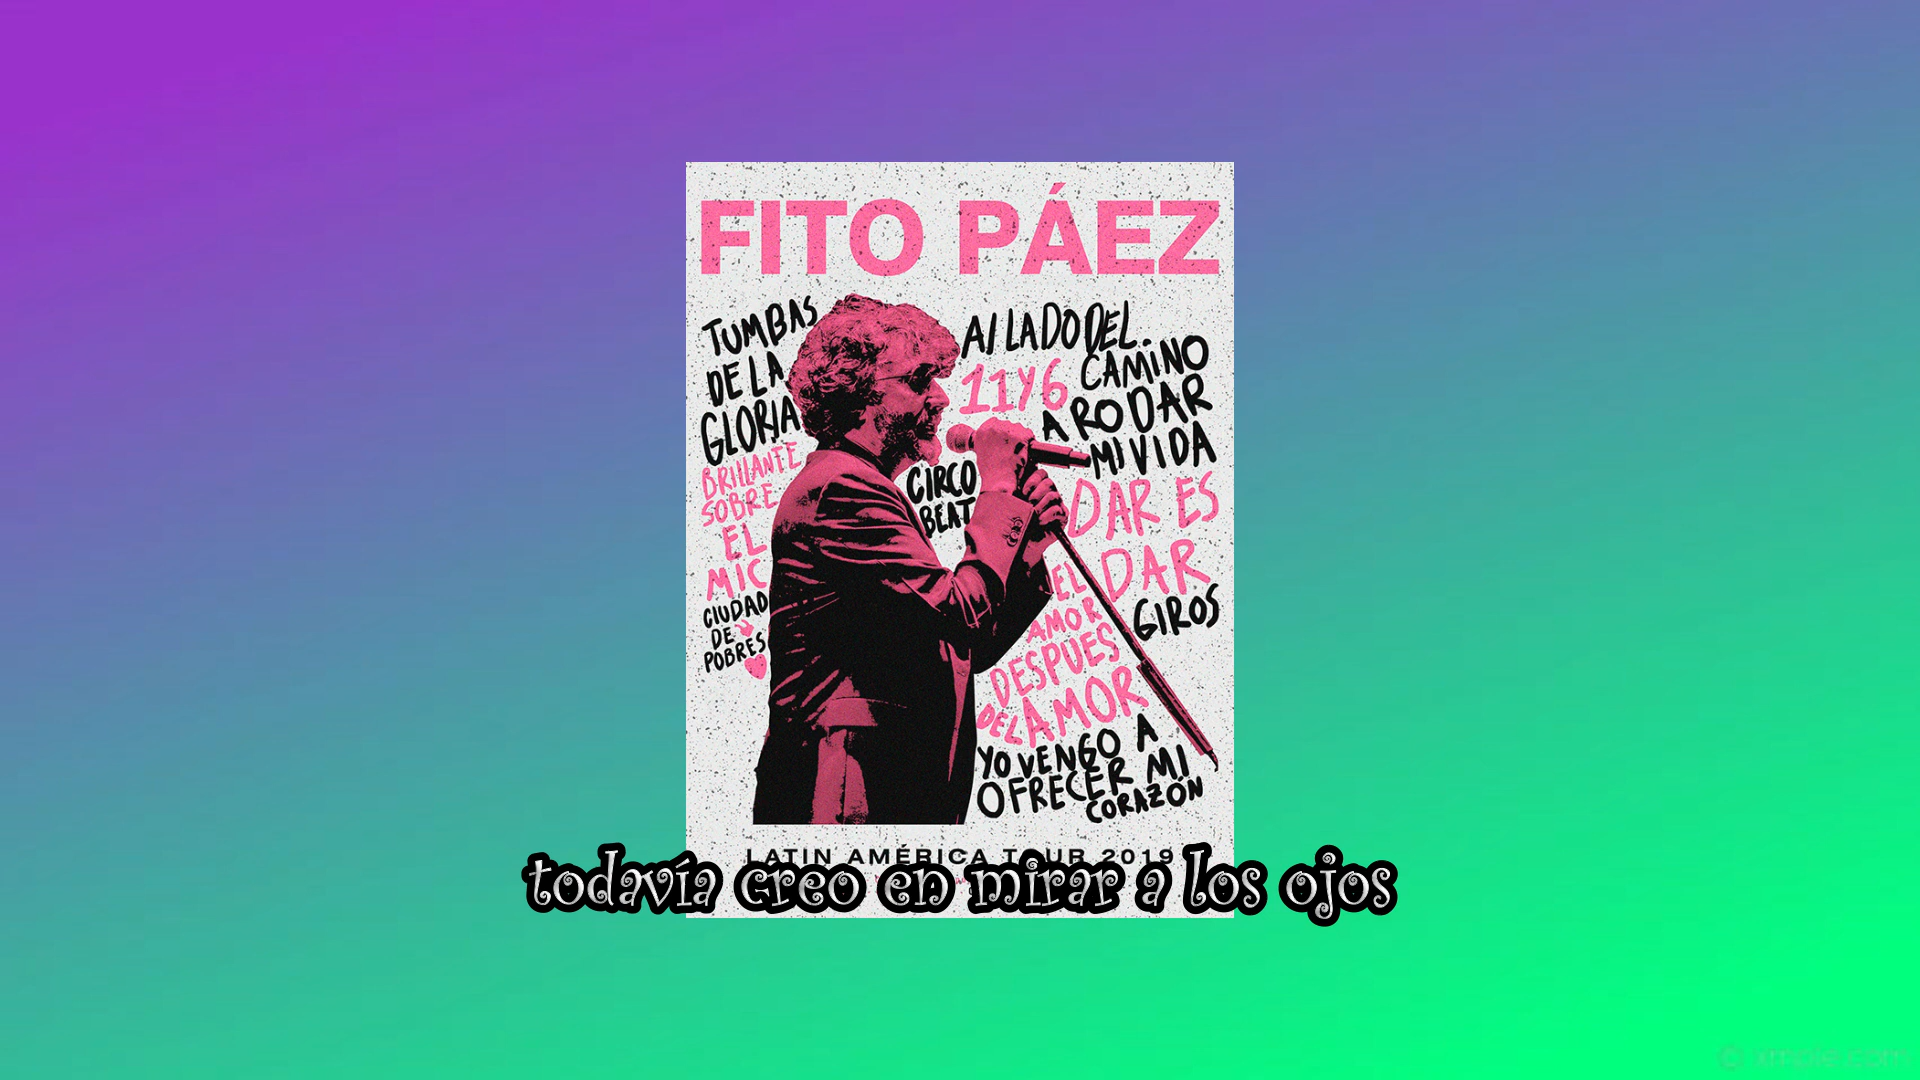 FITO PÁEZ
TUMBAS
DE LA
GLORIA
BRILLANTE
SOBRE
EL
MIC
CIUDAD
DE
POBRES
CIRCO
BEAT
Al LADO DEL
CAMiNO
11 Y 6
A RODAR
MI VIDA
DAR ES
DAR
GIROS
EL
AMOR
DESPUES
DEL AMOR
YO VENGO A
OFRECER MI
CORAZÓN
LATIN AMÉRICA TOUR 2019
todavía creo en mirar a los ojos
© xmple.com